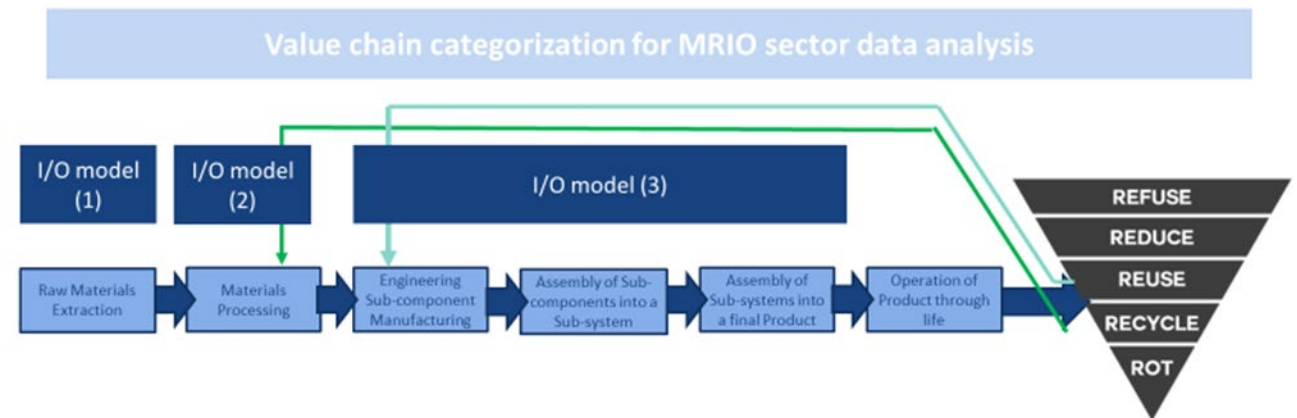 Value chain categorization for MRIO sector data analysis
I/O model
(1)
I/O model
(2)
I/O model (3)
Raw Materials
Extraction
Materials
Processing
Engineering
Sub-component
Manufacturing
Assembly of Sub-
components into a
Sub-system
Assembly of
Sub-systems into
a final Product
Operation of
Product through
life
REFUSE
REDUCE
REUSE
RECYCLE
ROT